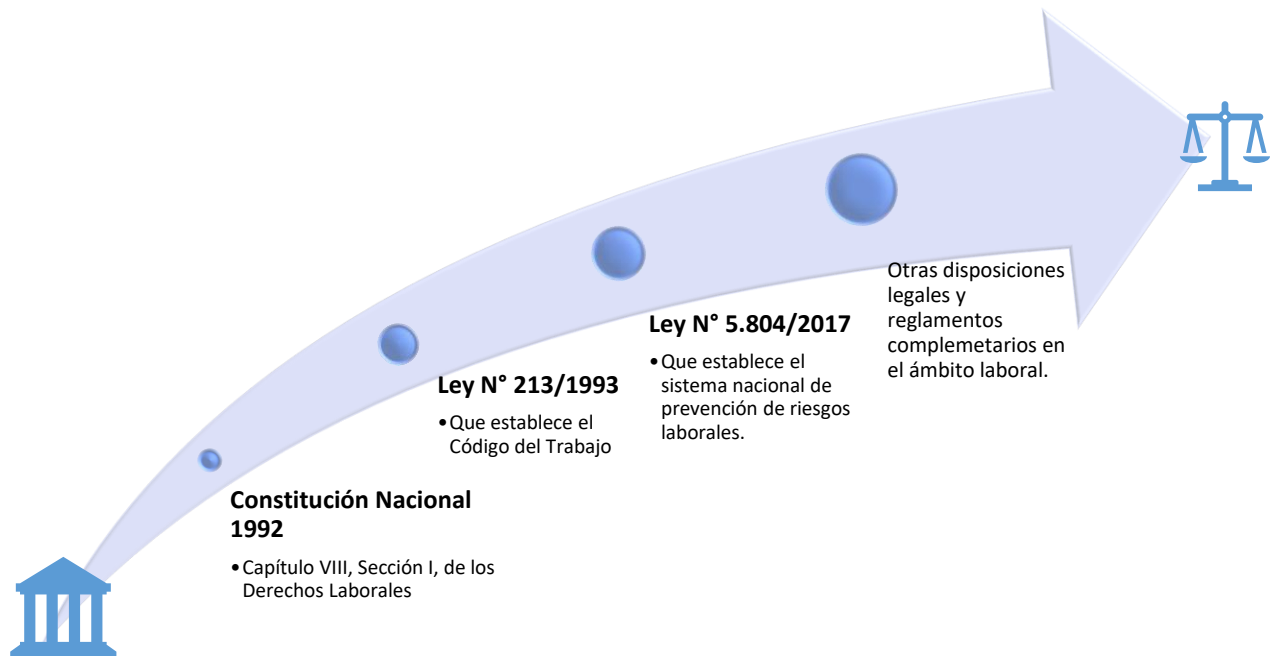 Constitución Nacional
1992
•Capítulo VIII, Sección I, de los
Derechos Laborales
Ley N° 213/1993
•Que establece el
Código del Trabajo
Ley N° 5.804/2017
•Que establece el
sistema nacional de
prevención de riesgos
laborales.
Otras disposiciones
legales y
reglamentos
complemetarios en
el ámbito laboral.